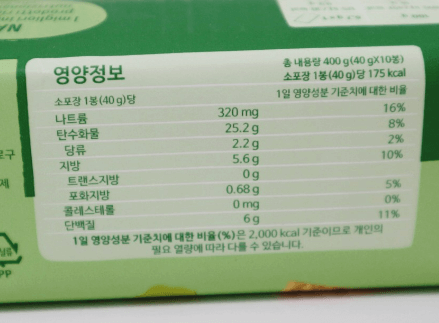 영양정보
총 내용량 400 g(40 gX10봉)
소포장 1봉(40 g)당 175 kcal
소포장 1봉(40 g)당
1일 영양성분 기준치에 대한 비율
나트륨 320 mg 16%
탄수화물 25.2 g 8%
당류 2.2 g 2%
지방 5.6 g 10%
트랜스지방 0 g
포화지방 0.68 g 5%
콜레스테롤 0 mg 0%
단백질 6 g 11%
1일 영양성분 기준치에 대한 비율(%)은 2,000 kcal 기준이므로 개인의
필요 열량에 따라 다를 수 있습니다.